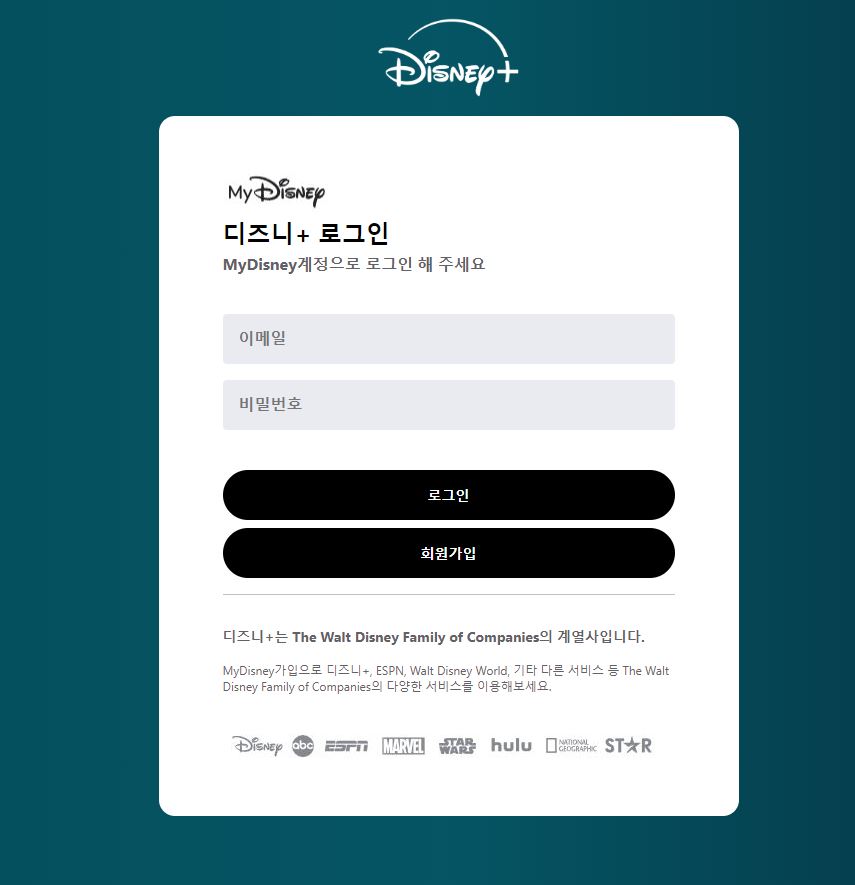 Disney+
My Disney
디즈니+ 로그인
MyDisney계정으로 로그인 해 주세요
이메일
비밀번호
로그인
회원가입
디즈니+는 The Walt Disney Family of Companies의 계열사입니다.
MyDisney가입으로 디즈니+, ESPN, Walt Disney World, 기타 다른 서비스 등 The Walt
Disney Family of Companies의 다양한 서비스를 이용해보세요.
Disney abc ESPN MARVEL STAR WARS hulu NATIONAL GEOGRAPHIC STAR